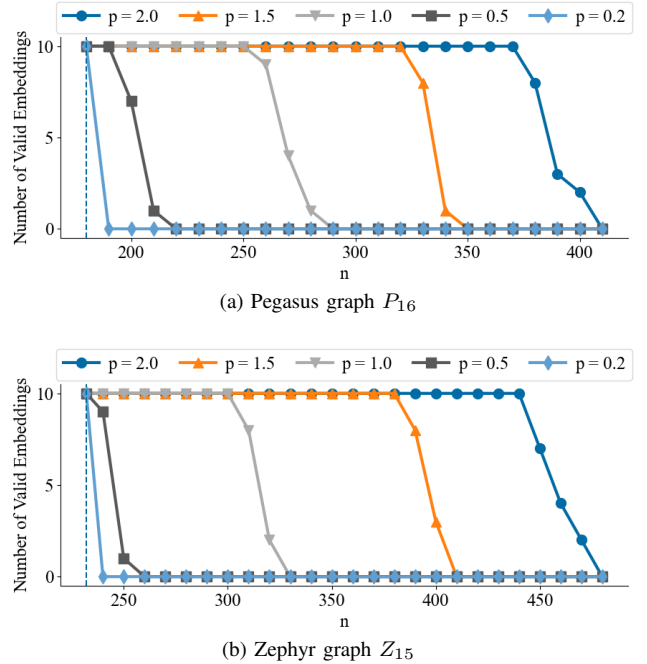 p = 2.0 p = 1.5 p = 1.0 p = 0.5 p = 0.2
Number of Valid Embeddings
10
5
0
200 250 300 350 400
n
(a) Pegasus graph P16
p = 2.0 p = 1.5 p = 1.0 p = 0.5 p = 0.2
Number of Valid Embeddings
10
5
0
250 300 350 400 450
n
(b) Zephyr graph Z15